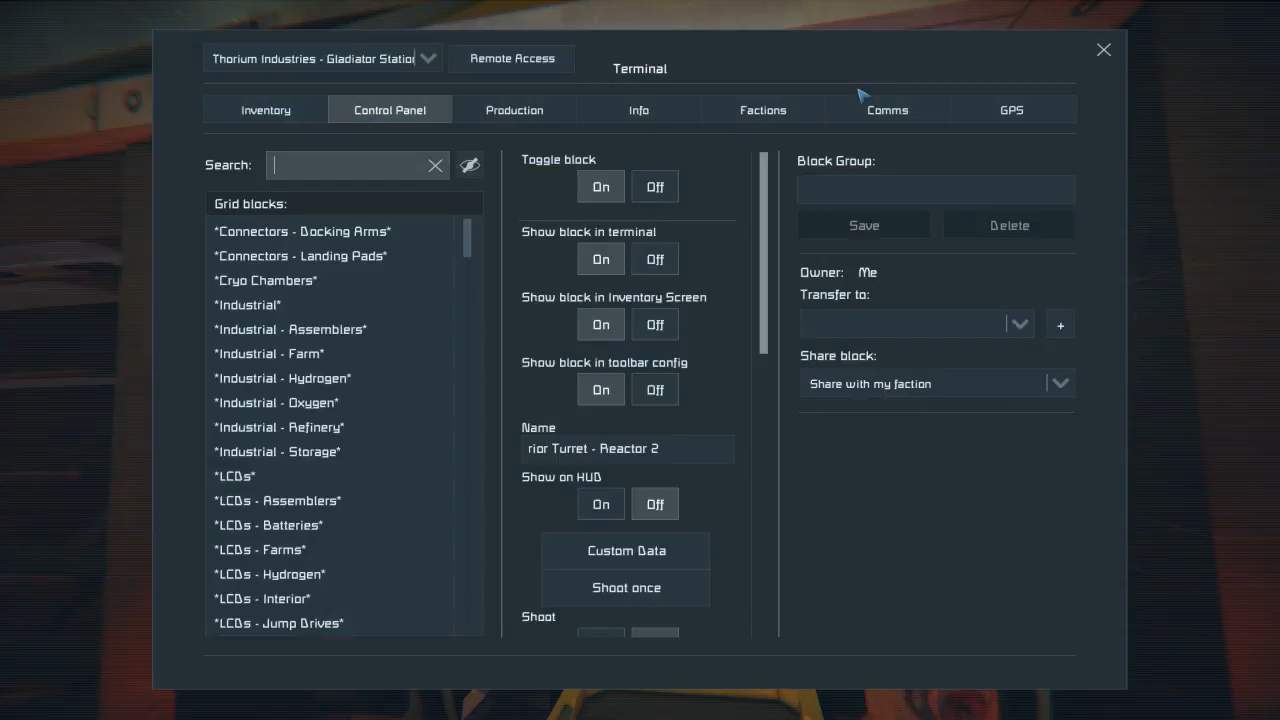 Thorium Industries - Gladiator Station
Remote Access
Terminal
Inventory
Control Panel
Production
Info
Factions
Comms
GPS
Search:
Grid blocks:
*Connectors - Docking Arms*
*Connectors - Landing Pads*
*Cryo Chambers*
*Industrial*
*Industrial - Assemblers*
*Industrial - Farm*
*Industrial - Hydrogen*
*Industrial - Oxygen*
*Industrial - Refinery*
*Industrial - Storage*
*LCDs*
*LCDs - Assemblers*
*LCDs - Batteries*
*LCDs - Farms*
*LCDs - Hydrogen*
*LCDs - Interior*
*LCDs - Jump Drives*
Toggle block
On Off
Show block in terminal
On Off
Show block in Inventory Screen
On Off
Show block in toolbar config
On Off
Name
rior Turret - Reactor 2
Show on HUD
On Off
Custom Data
Shoot once
Shoot
Block Group:
Save Delete
Owner: Me
Transfer to:
+
Share block:
Share with my faction